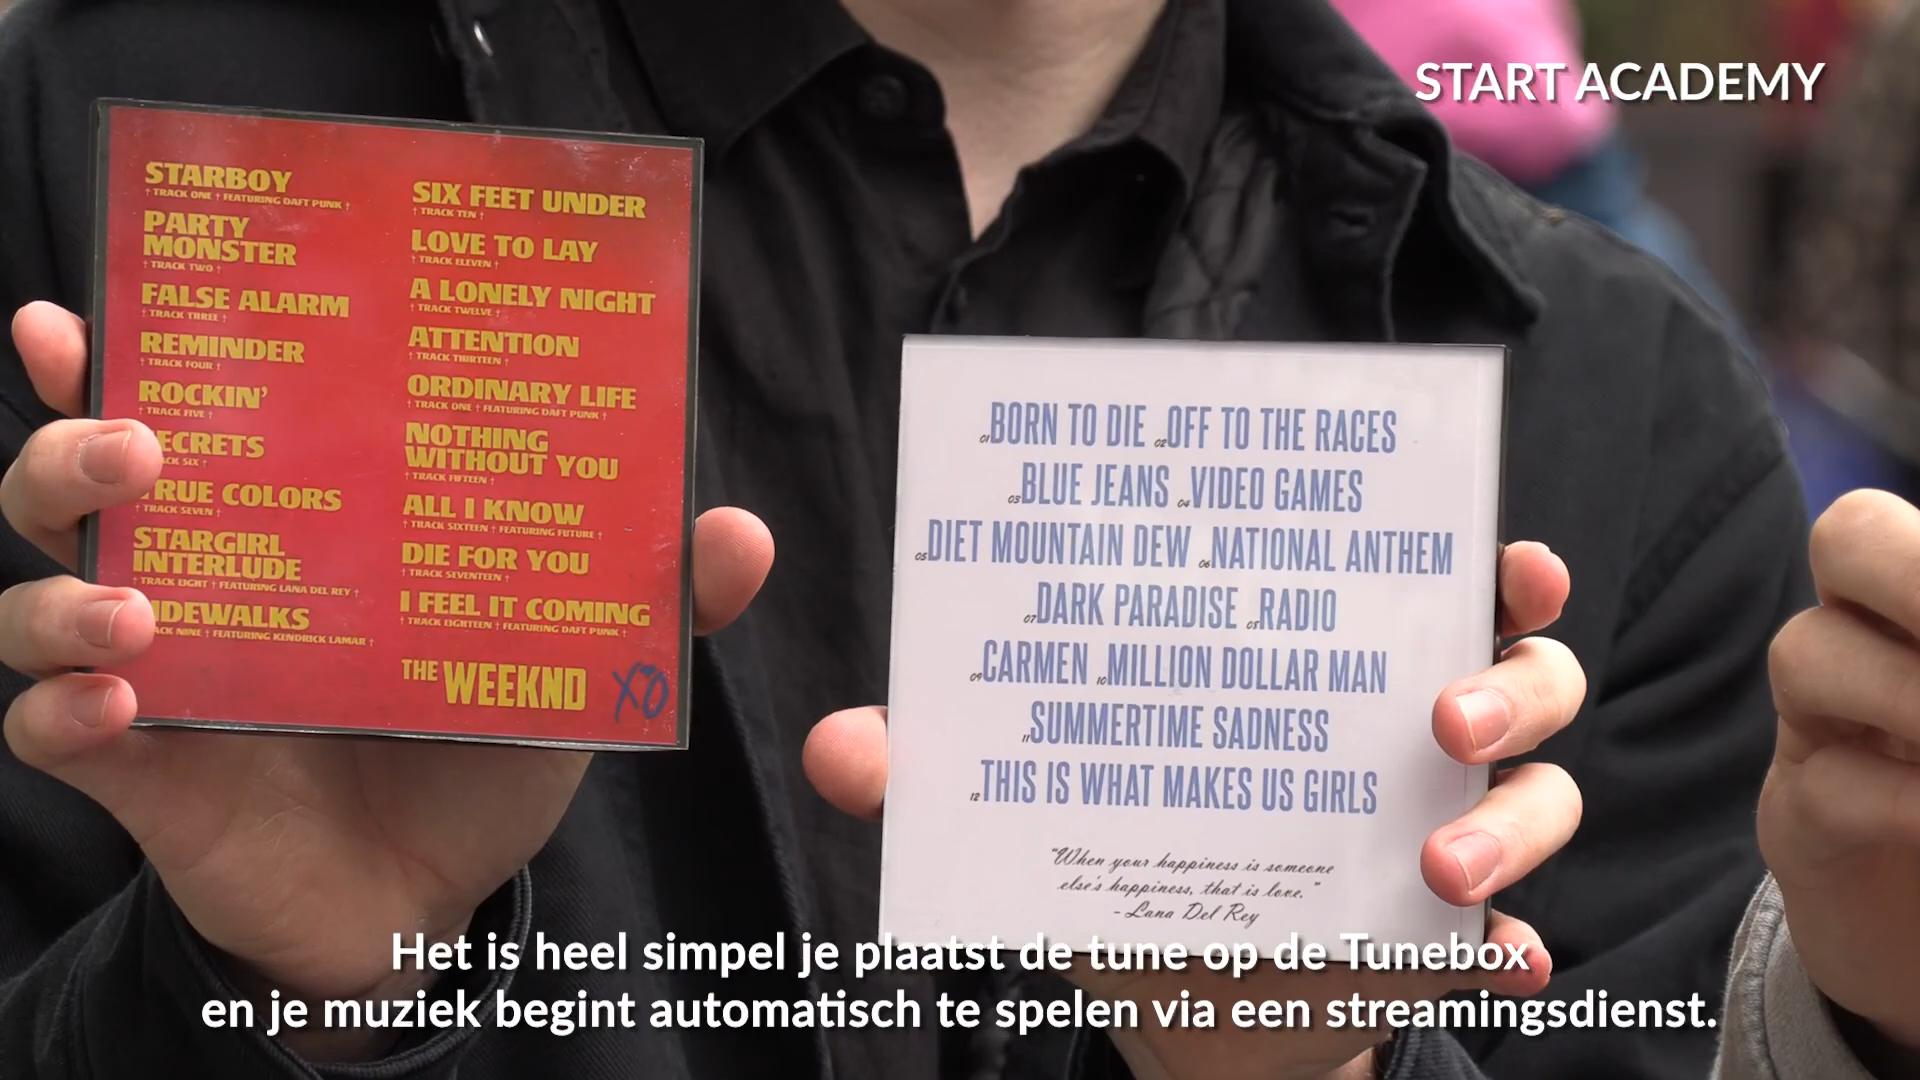 START ACADEMY
STARBOY
† TRACK ONE † FEATURING DAFT PUNK †
PARTY
MONSTER
† TRACK TWO †
FALSE ALARM
† TRACK THREE †
REMINDER
† TRACK FOUR †
ROCKIN'
† TRACK FIVE †
ECRETS
CK SIX †
TRUE COLORS
† TRACK SEVEN †
STARGIRL
INTERLUDE
† TRACK EIGHT † FEATURING LANA DEL REY †
IDEWALKS
ACK NINE † FEATURING KENDRICK LAMAR †
SIX FEET UNDER
† TRACK TEN †
LOVE TO LAY
† TRACK ELEVEN †
A LONELY NIGHT
† TRACK TWELVE †
ATTENTION
† TRACK THIRTEEN †
ORDINARY LIFE
† TRACK ONE † FEATURING DAFT PUNK †
NOTHING
WITHOUT YOU
† TRACK FIFTEEN †
ALL I KNOW
† TRACK SIXTEEN † FEATURING FUTURE †
DIE FOR YOU
† TRACK SEVENTEEN †
I FEEL IT COMING
† TRACK EIGHTEEN † FEATURING DAFT PUNK †
THE WEEKND XO
01 BORN TO DIE 02 OFF TO THE RACES
03 BLUE JEANS 04 VIDEO GAMES
05 DIET MOUNTAIN DEW 06 NATIONAL ANTHEM
07 DARK PARADISE RADIO
09 CARMEN 10 MILLION DOLLAR MAN
11 SUMMERTIME SADNESS
12 THIS IS WHAT MAKES US GIRLS
"When your happiness is someone
else's happiness, that is love."
- Lana Del Rey
Het is heel simpel je plaatst de tune op de Tunebox
en je muziek begint automatisch te spelen via een streamingsdienst.